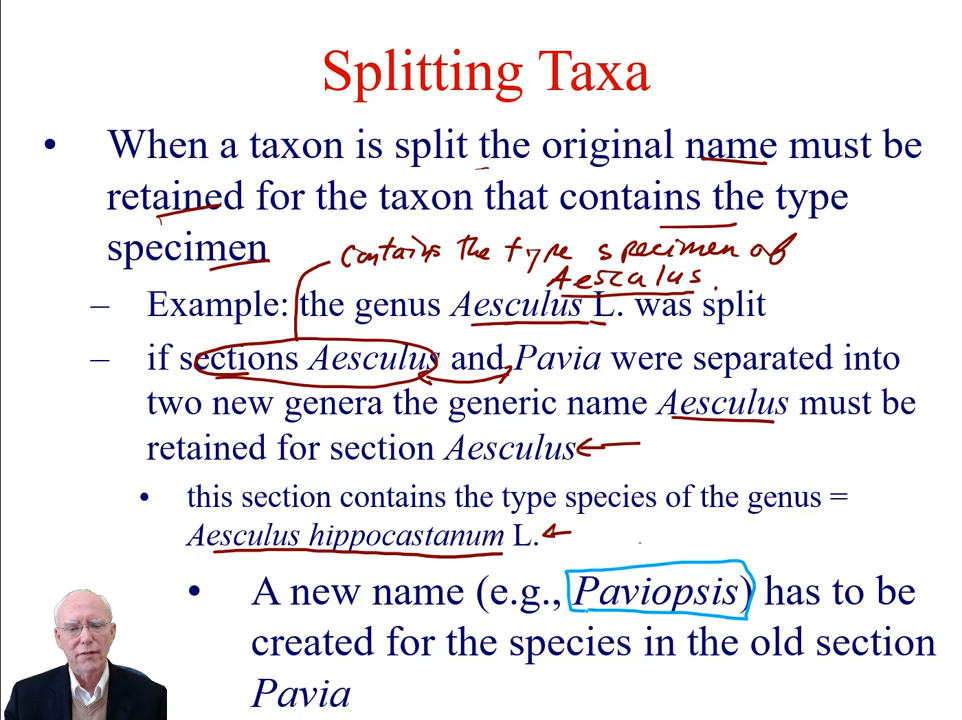 Splitting Taxa
• When a taxon is split the original name must be
retained for the taxon that contains the type
specimen
contains the type specimen of
Aesculus.
– Example: the genus Aesculus L. was split
– if sections Aesculus and Pavia were separated into
two new genera the generic name Aesculus must be
retained for section Aesculus
• this section contains the type species of the genus =
Aesculus hippocastanum L.
• A new name (e.g., Paviopsis) has to be
created for the species in the old section
Pavia